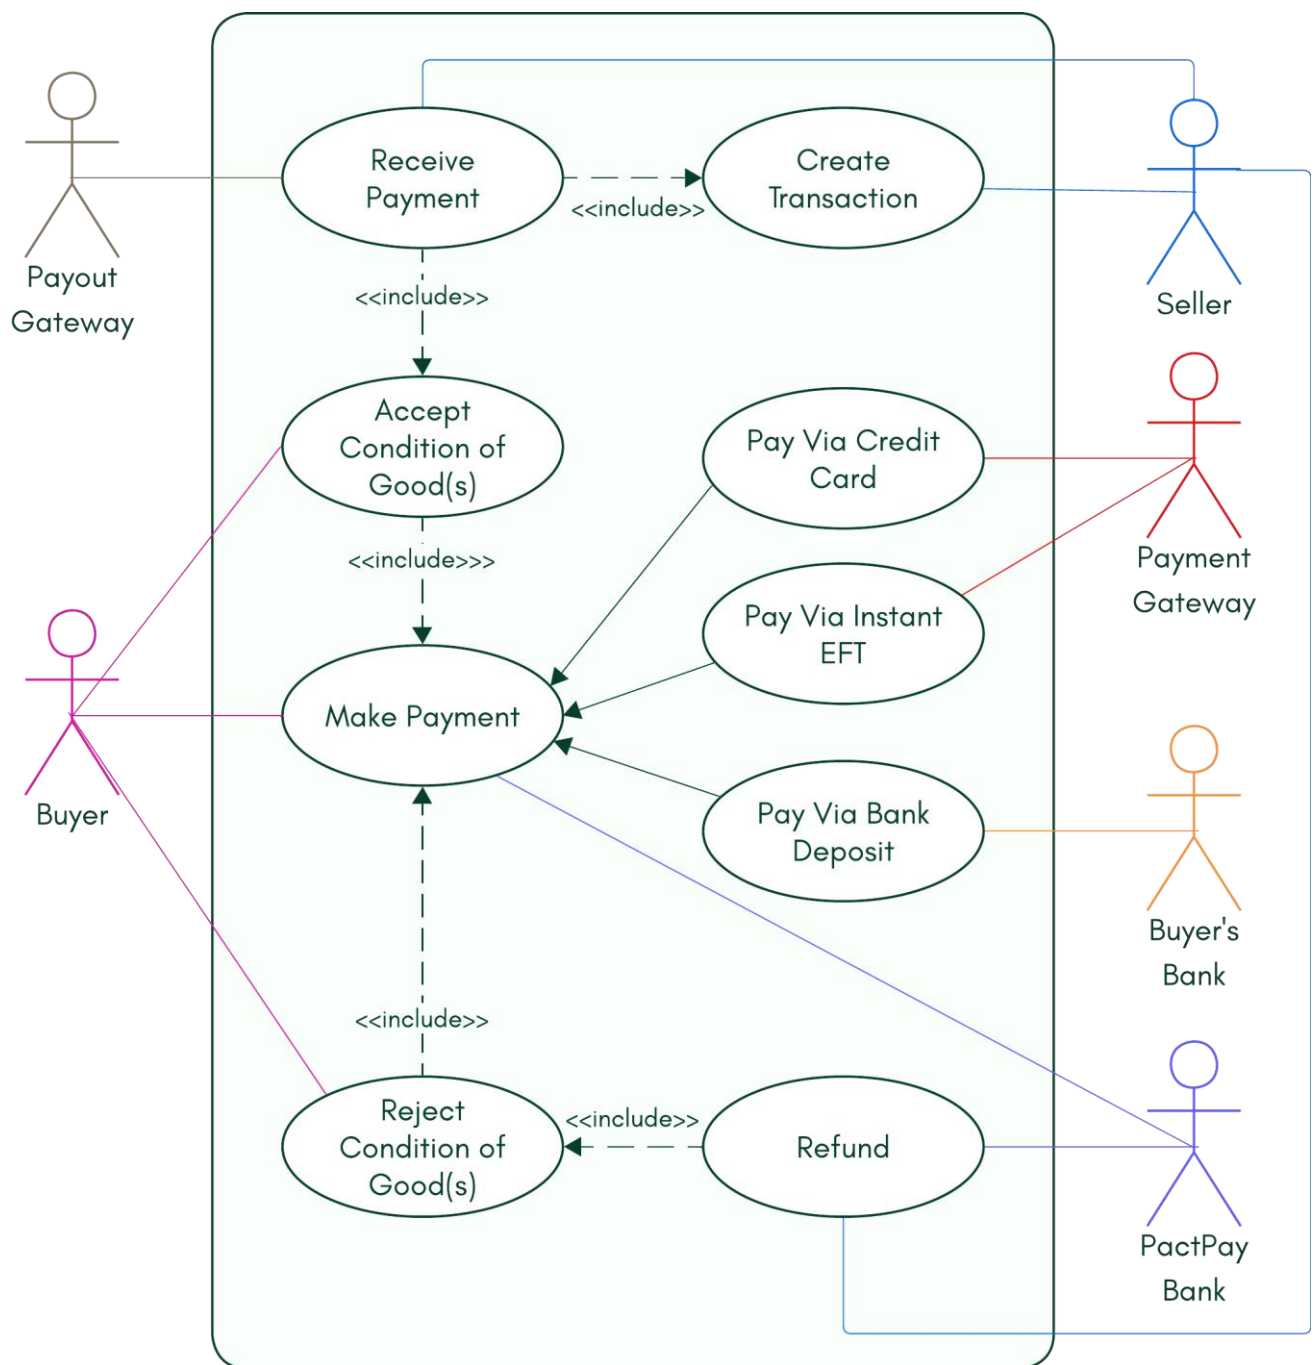 Receive
Payment
<<include>>
Create
Transaction
Payout
Gateway
Seller
<<include>>
Accept
Condition of
Good(s)
Pay Via Credit
Card
<<include>>>
Payment
Gateway
Pay Via Instant
EFT
Make Payment
Buyer
Pay Via Bank
Deposit
Buyer's
Bank
<<include>>
Reject
Condition of
Good(s)
<<include>>
Refund
PactPay
Bank